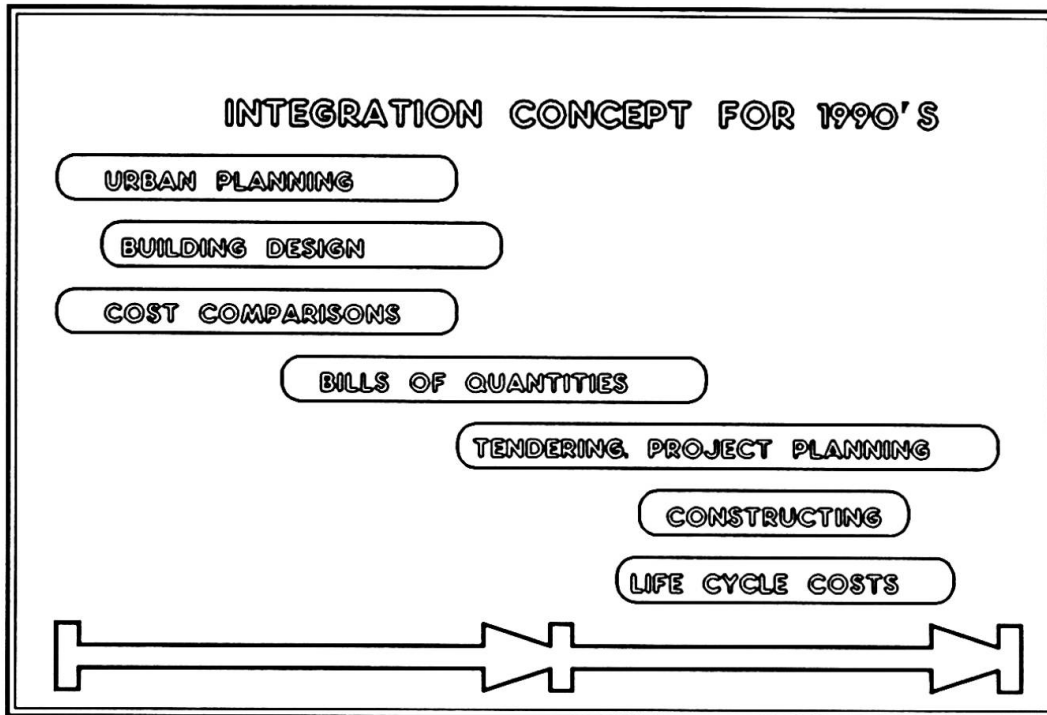 INTEGRATION CONCEPT FOR 1990'S
URBAN PLANNING
BUILDING DESIGN
COST COMPARISONS
BILLS OF QUANTITIES
TENDERING. PROJECT PLANNING
CONSTRUCTING
LIFE CYCLE COSTS